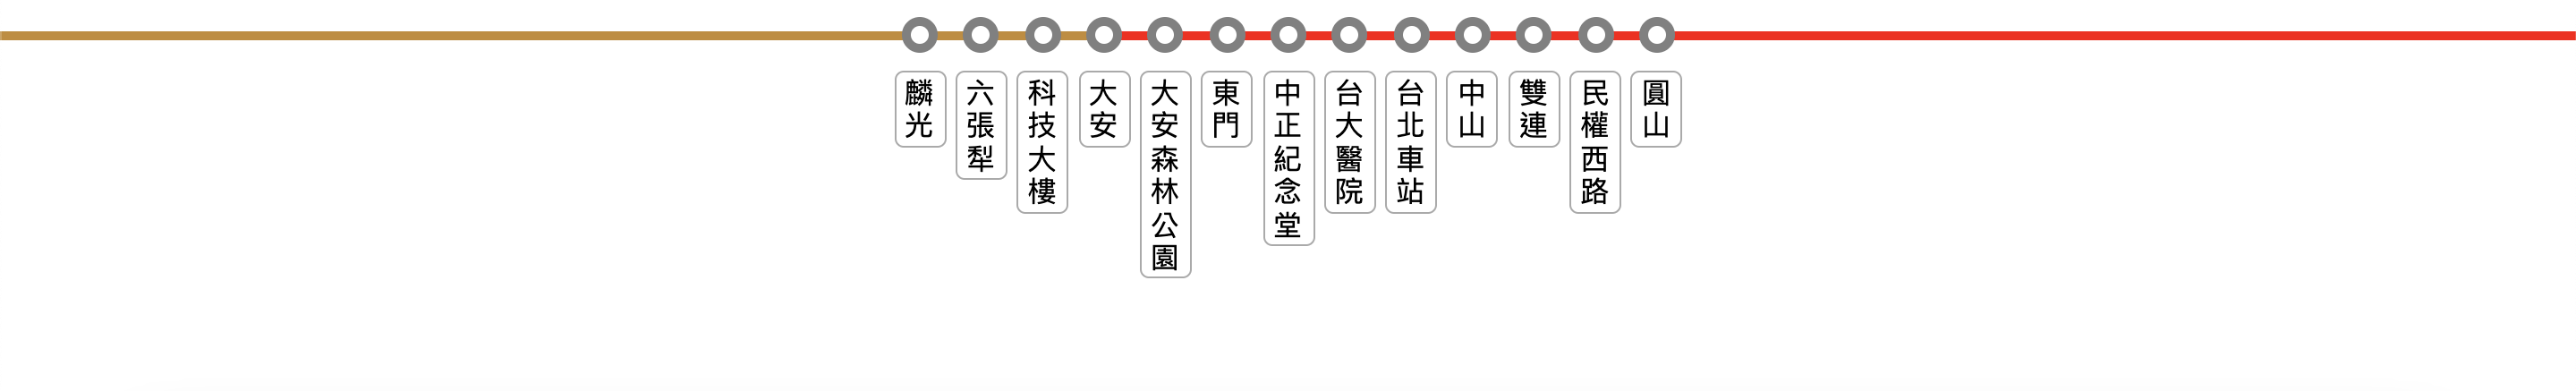 麟光
六張犁
科技大樓
大安
大安森林公園
東門
中正紀念堂
台大醫院
台北車站
中山
雙連
民權西路
圓山